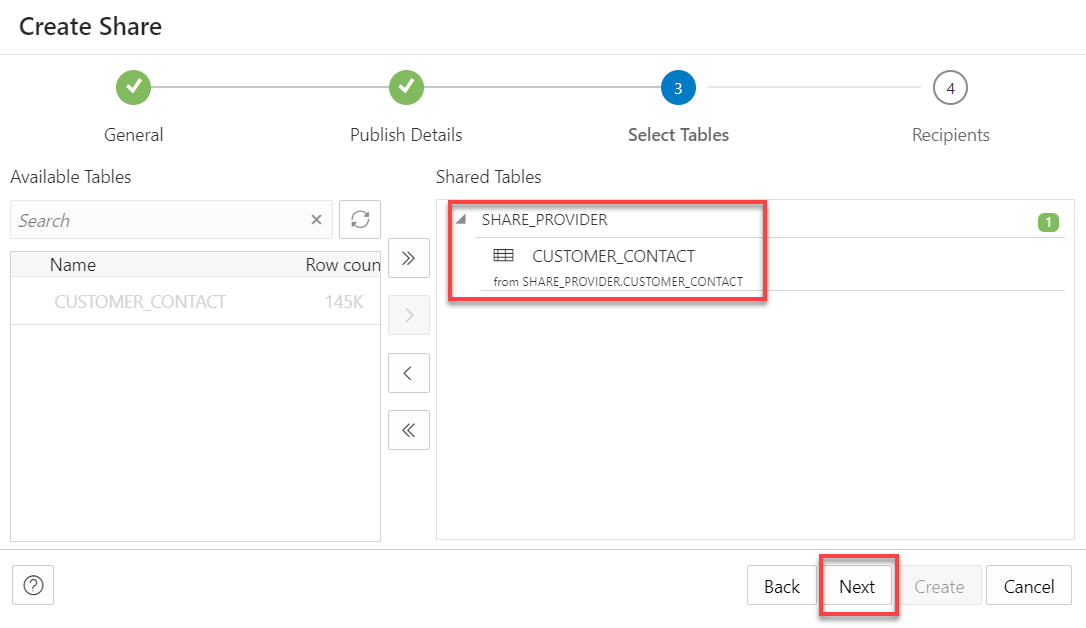 Create Share
3
4
General
Publish Details
Select Tables
Recipients
Available Tables
Search
Name
Row coun
CUSTOMER_CONTACT
145K
Shared Tables
SHARE_PROVIDER
1
CUSTOMER_CONTACT
from SHARE_PROVIDER.CUSTOMER_CONTACT
Back
Next
Create
Cancel